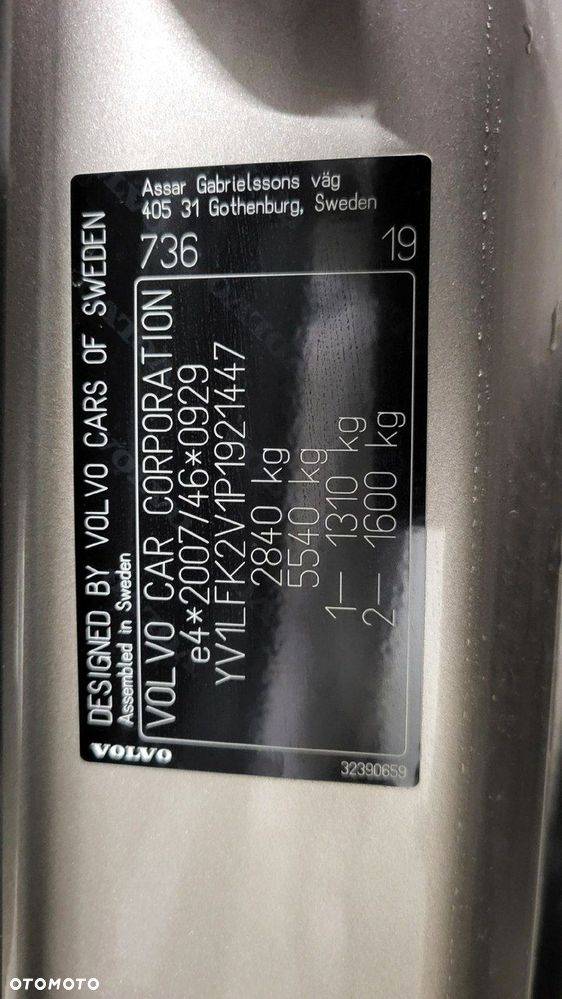 DESIGNED BY VOLVO CARS OF SWEDEN
Assembled in Sweden
Assar Gabrielssons väg
405 31 Gothenburg, Sweden
736
19
VOLVO
VOLVO CAR CORPORATION
e4*2007/46*0929
YV1LFK2V1P1921447
2840 kg
5540 kg
1– 1310 kg
2– 1600 kg
32390659
OTOMOTO